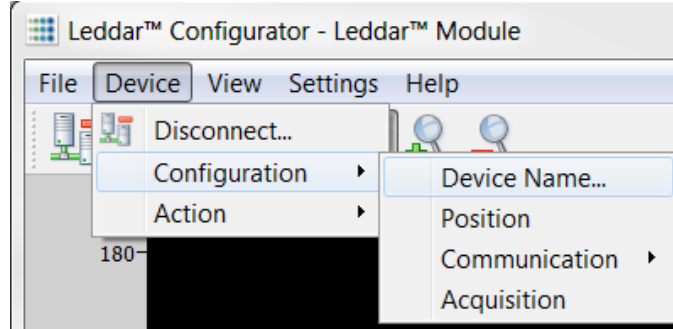 Leddar™ Configurator - Leddar™ Module
File Device View Settings Help
Disconnect...
Configuration
Device Name...
Action
Position
180
Communication
Acquisition